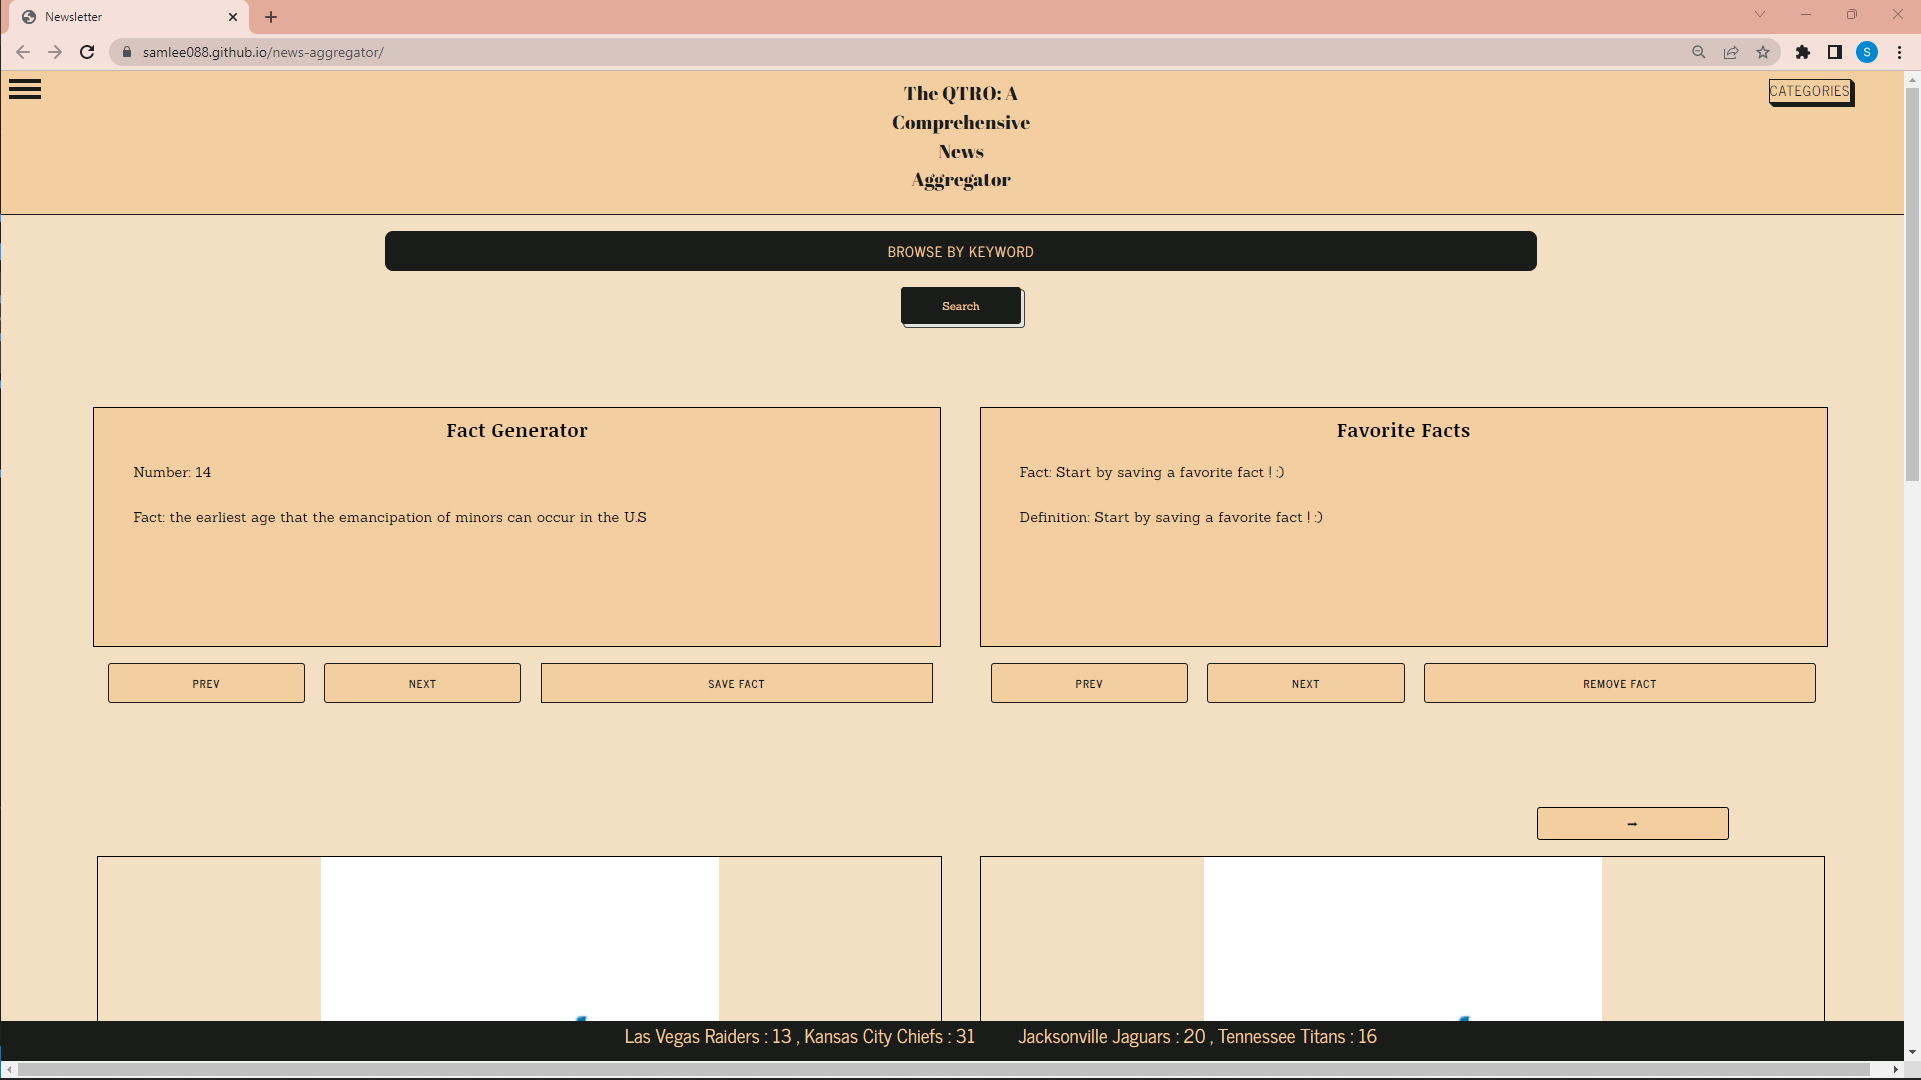 Newsletter
samlee088.github.io/news-aggregator/
S
The QTRO: A
Comprehensive
News
Aggregator
CATEGORIES
BROWSE BY KEYWORD
Search
Fact Generator
Number: 14
Fact: the earliest age that the emancipation of minors can occur in the U.S
PREV
NEXT
SAVE FACT
Favorite Facts
Fact: Start by saving a favorite fact ! :)
Definition: Start by saving a favorite fact ! :)
PREV
NEXT
REMOVE FACT
→
Las Vegas Raiders : 13 , Kansas City Chiefs : 31
Jacksonville Jaguars : 20 , Tennessee Titans : 16